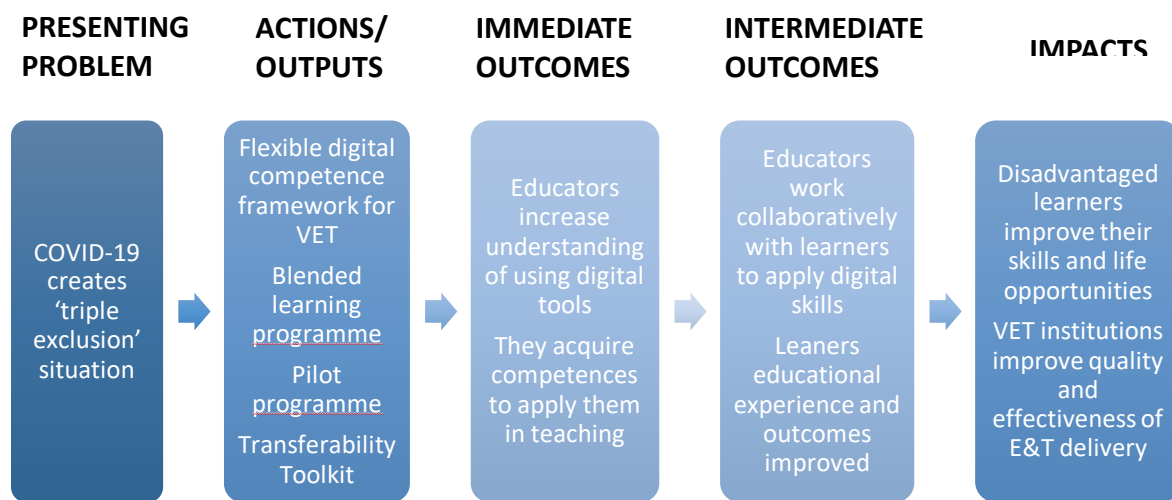 PRESENTING
PROBLEM
ACTIONS/
OUTPUTS
IMMEDIATE
OUTCOMES
INTERMEDIATE
OUTCOMES
IMPACTS
COVID-19
creates
‘triple
exclusion’
situation
Flexible digital
competence
framework for
VET
Blended
learning
programme
Pilot
programme
Transferability
Toolkit
Educators
increase
understanding
of using digital
tools
They acquire
competences
to apply them
in teaching
Educators
work
collaboratively
with learners
to apply digital
skills
Leaners
educational
experience and
outcomes
improved
Disadvantaged
learners
improve their
skills and life
opportunities
VET institutions
improve quality
and
effectiveness of
E&T delivery